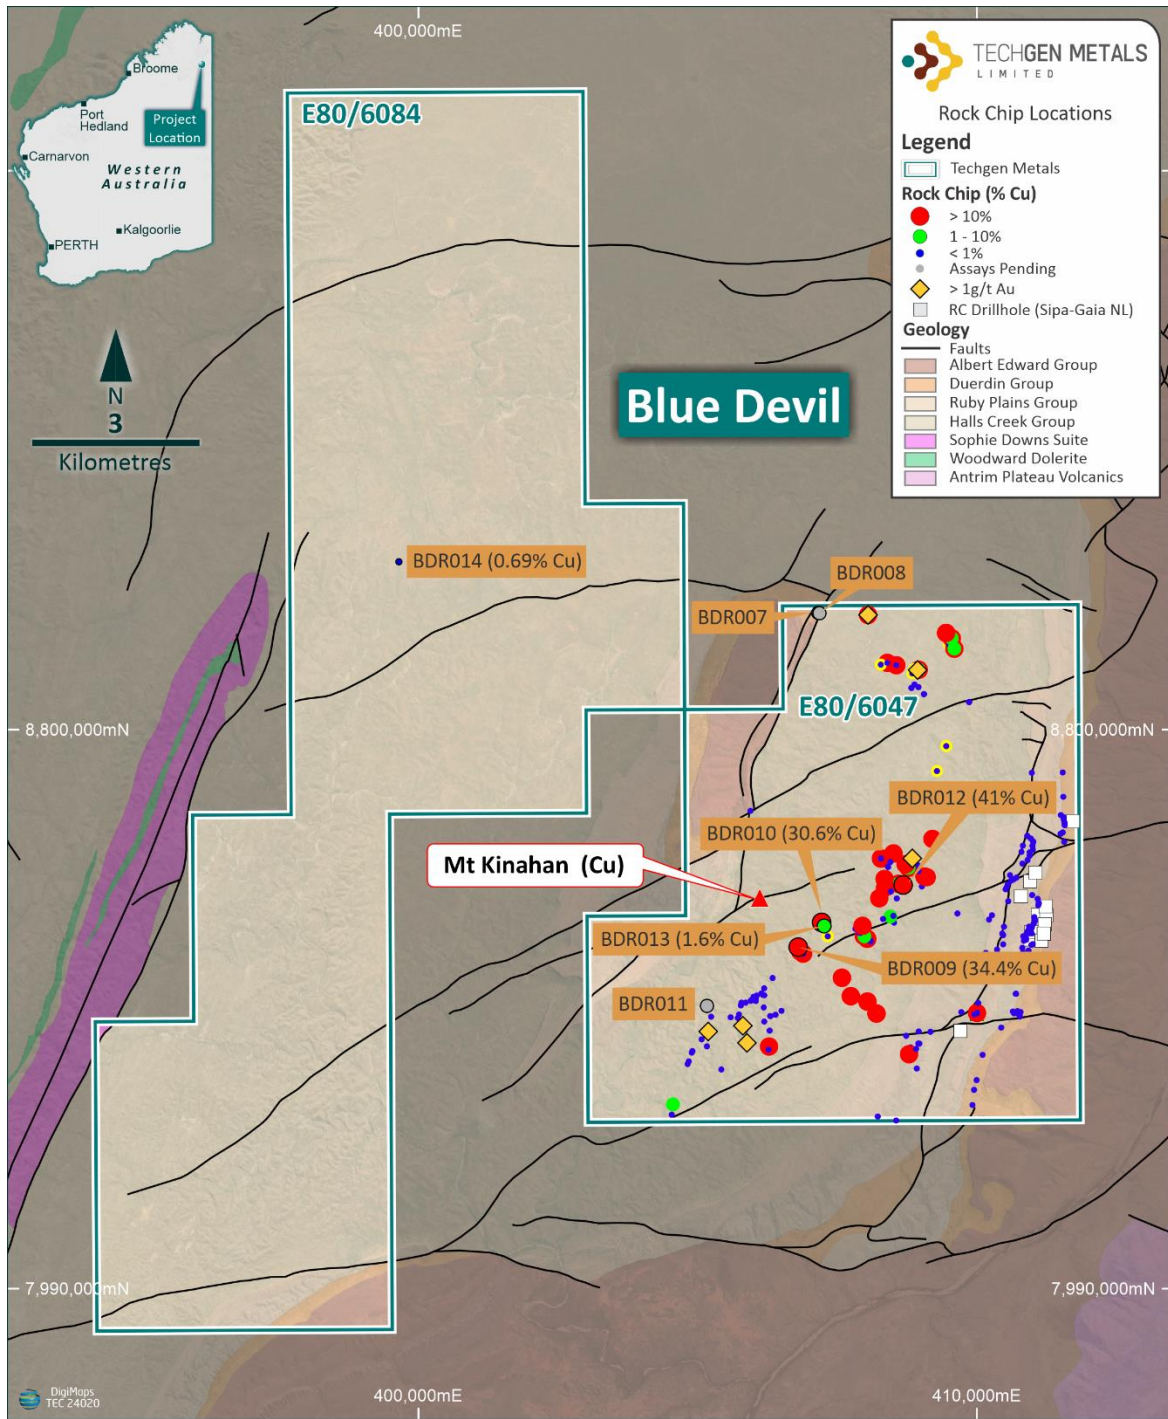 400,000mE
Broome
Port
Hedland
Project
Location
Carnarvon
Western
Australia
Kalgoorlie
PERTH
N
3
Kilometres
E80/6084
TECHGEN METALS
LIMITED
Rock Chip Locations
Legend
Techgen Metals
Rock Chip (% Cu)
> 10%
1 - 10%
< 1%
Assays Pending
> 1g/t Au
RC Drillhole (Sipa-Gaia NL)
Geology
Faults
Albert Edward Group
Duerdin Group
Ruby Plains Group
Halls Creek Group
Sophie Downs Suite
Woodward Dolerite
Antrim Plateau Volcanics
Blue Devil
BDR014 (0.69% Cu)
BDR008
BDR007
E80/6047
8,800,000mN
8,800,000mN
BDR012 (41% Cu)
BDR010 (30.6% Cu)
Mt Kinahan (Cu)
BDR013 (1.6% Cu)
BDR009 (34.4% Cu)
BDR011
7,990,000mN
7,990,000mN
DigiMaps
TEC 24020
400,000mE
410,000mE